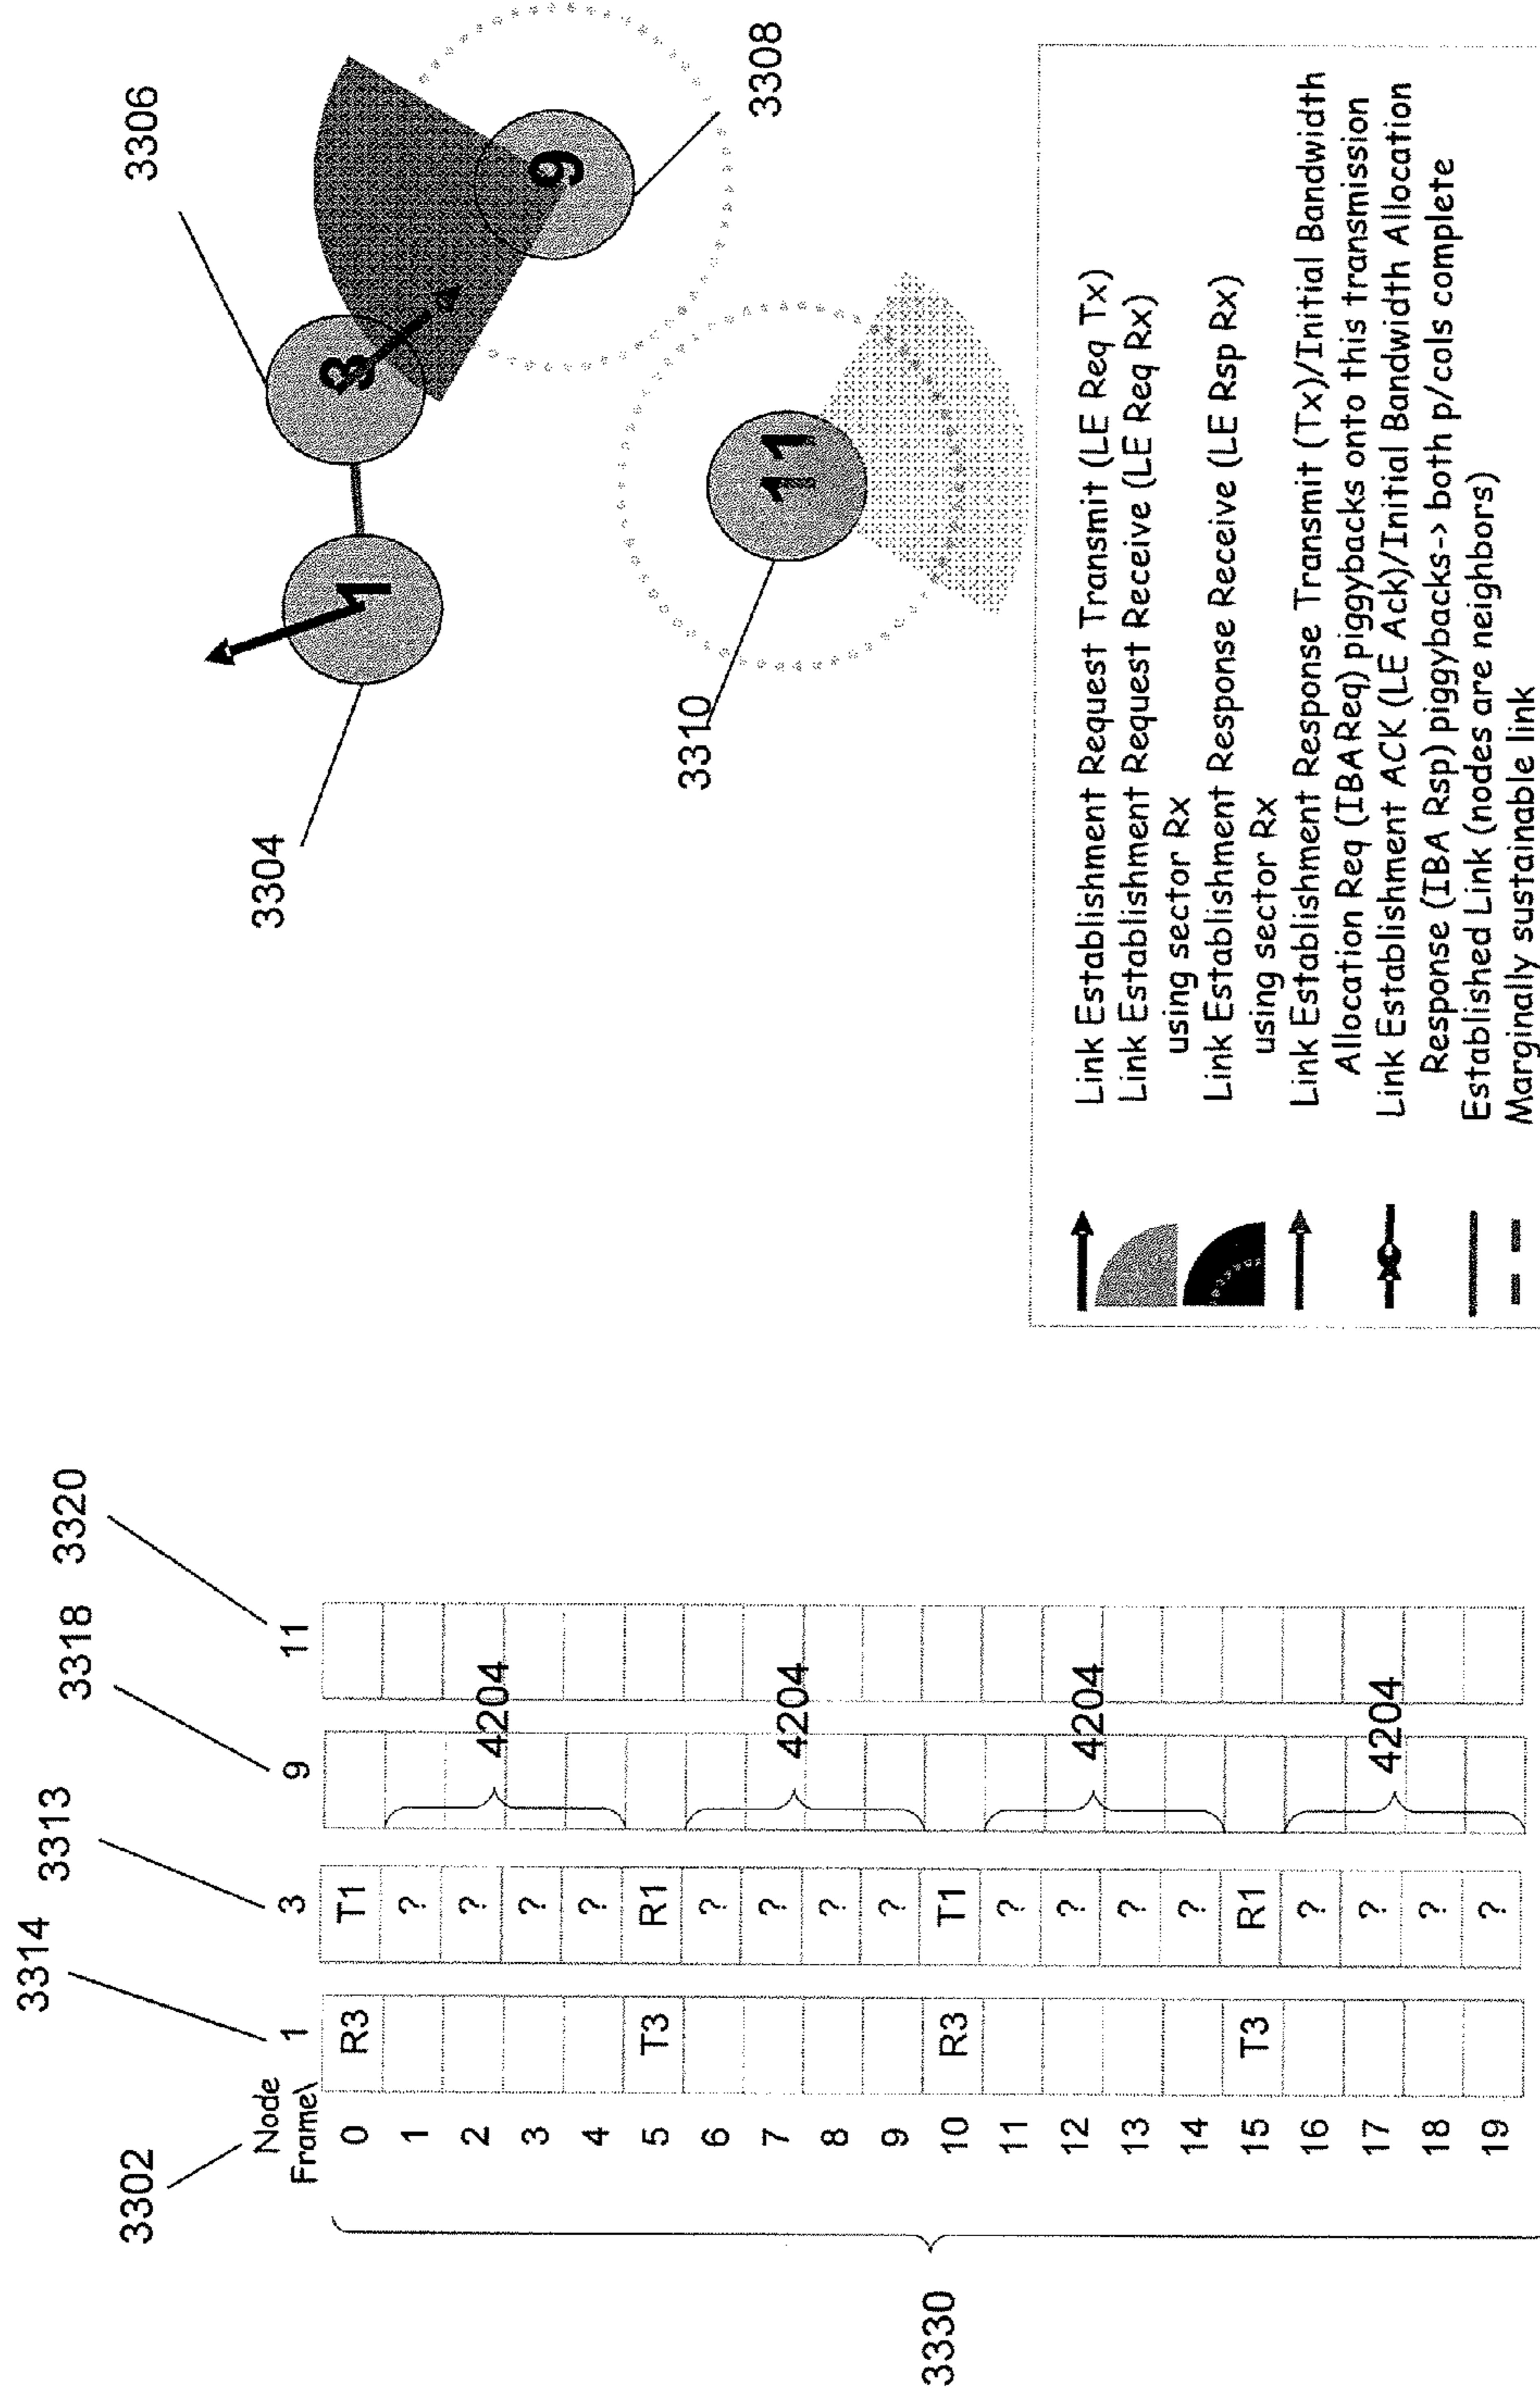 3302
3314
3313
3318
3320
Node
Frame\
1
3
9
11
0
R3
T1
1
?
2
?
4204
3
?
4
?
5
T3
R1
6
?
7
?
4204
8
?
9
?
10
R3
T1
11
?
12
?
4204
13
?
14
?
15
T3
R1
16
?
17
?
4204
18
?
19
?
3330
3304
3306
3308
3310
1
3
9
11
Link Establishment Request Transmit (LE Req Tx)
Link Establishment Request Receive (LE Req Rx)
using sector Rx
Link Establishment Response Receive (LE Rsp Rx)
using sector Rx
Link Establishment Response Transmit (Tx)/Initial Bandwidth
Allocation Req (IBA Req) piggybacks onto this transmission
Link Establishment ACK (LE Ack)/Initial Bandwidth Allocation
Response (IBA Rsp) piggybacks-> both p/cols complete
Established Link (nodes are neighbors)
Marginally sustainable link